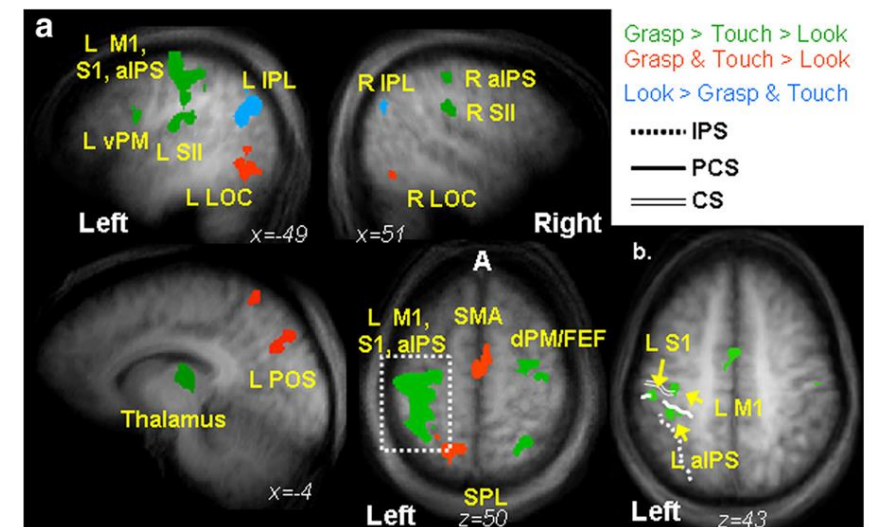 a
L M1,
S1, aIPS
L IPL
L vPM
L SII
L LOC
Left
x=-49
R IPL
R aIPS
R SII
R LOC
Right
x=51
Grasp > Touch > Look
Grasp & Touch > Look
Look > Grasp & Touch
IPS
PCS
CS
L POS
Thalamus
x=-4
A
L M1,
S1, aIPS
SMA
dPM/FEF
SPL
Left
z=50
b.
L S1
L M1
L aIPS
Left
z=43